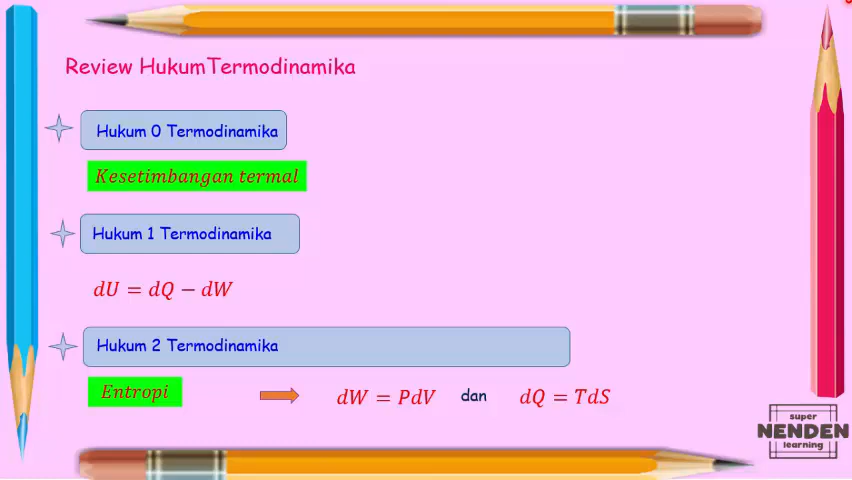 Review HukumTermodinamika
Hukum 0 Termodinamika
Kesetimbangan termal
Hukum 1 Termodinamika
dU = dQ − dW
Hukum 2 Termodinamika
Entropi
dW = PdV dan dQ = TdS
super
NENDEN
learning